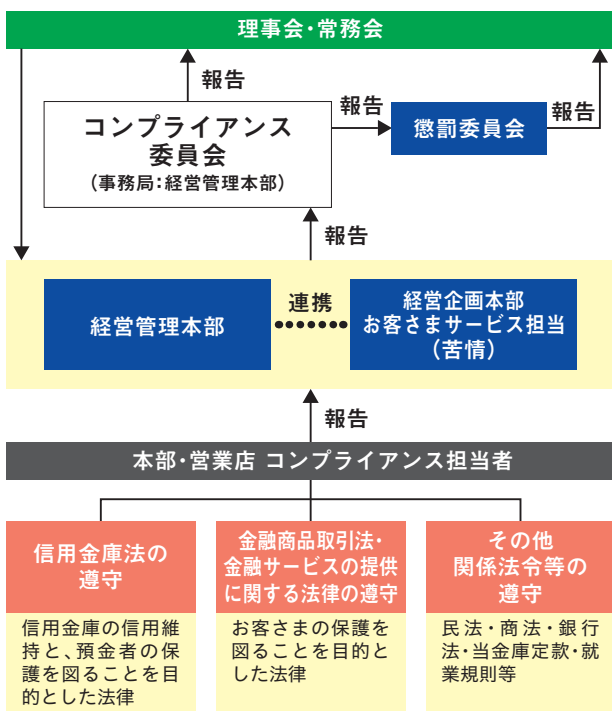 理事会・常務会
報告
コンプライアンス
委員会
(事務局:経営管理本部)
報告
懲罰委員会
報告
報告
経営管理本部
連携
経営企画本部
お客さまサービス担当
(苦情)
報告
本部・営業店 コンプライアンス担当者
信用金庫法の
遵守
信用金庫の信用維
持と、預金者の保
護を図ることを目
的とした法律
金融商品取引法・
金融サービスの提供
に関する法律の遵守
お客さまの保護を
図ることを目的と
した法律
その他
関係法令等の
遵守
民法・商法・銀行
法・当金庫定款・就
業規則等